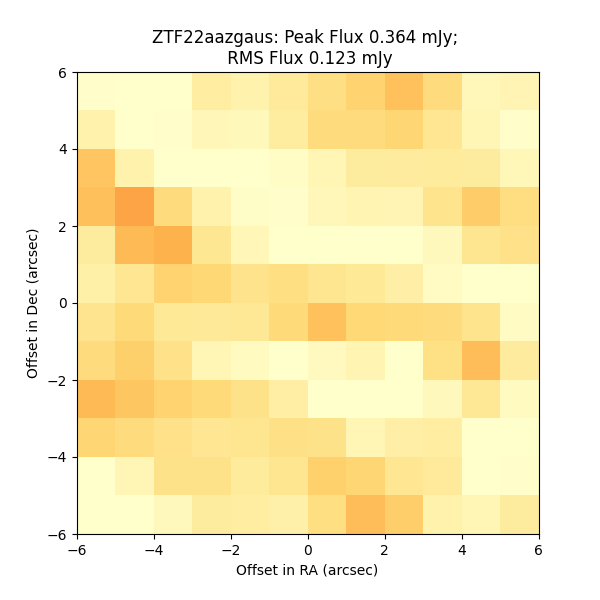 ZTF22aazgaus: Peak Flux 0.364 mJy;
RMS Flux 0.123 mJy
6
4
2
0
−2
−4
−6
Offset in Dec (arcsec)
−6 −4 −2 0 2 4 6
Offset in RA (arcsec)